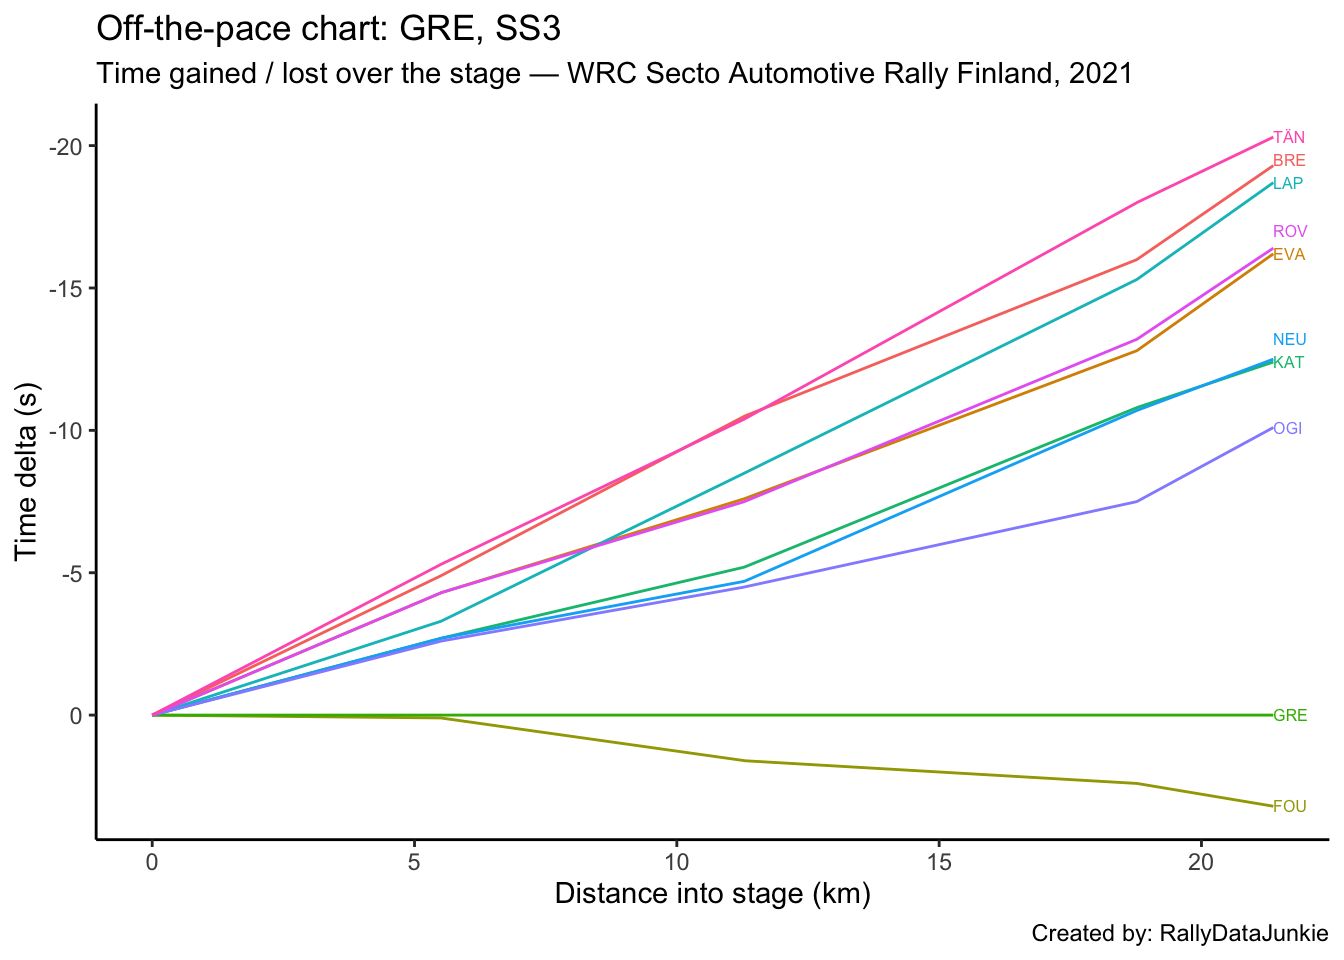 Off-the-pace chart: GRE, SS3
Time gained / lost over the stage — WRC Secto Automotive Rally Finland, 2021
Time delta (s)
-20
-15
-10
-5
0
TÄN
BRE
LAP
ROV
EVA
NEU
KAT
OGI
GRE
FOU
0 5 10 15 20
Distance into stage (km)
Created by: RallyDataJunkie